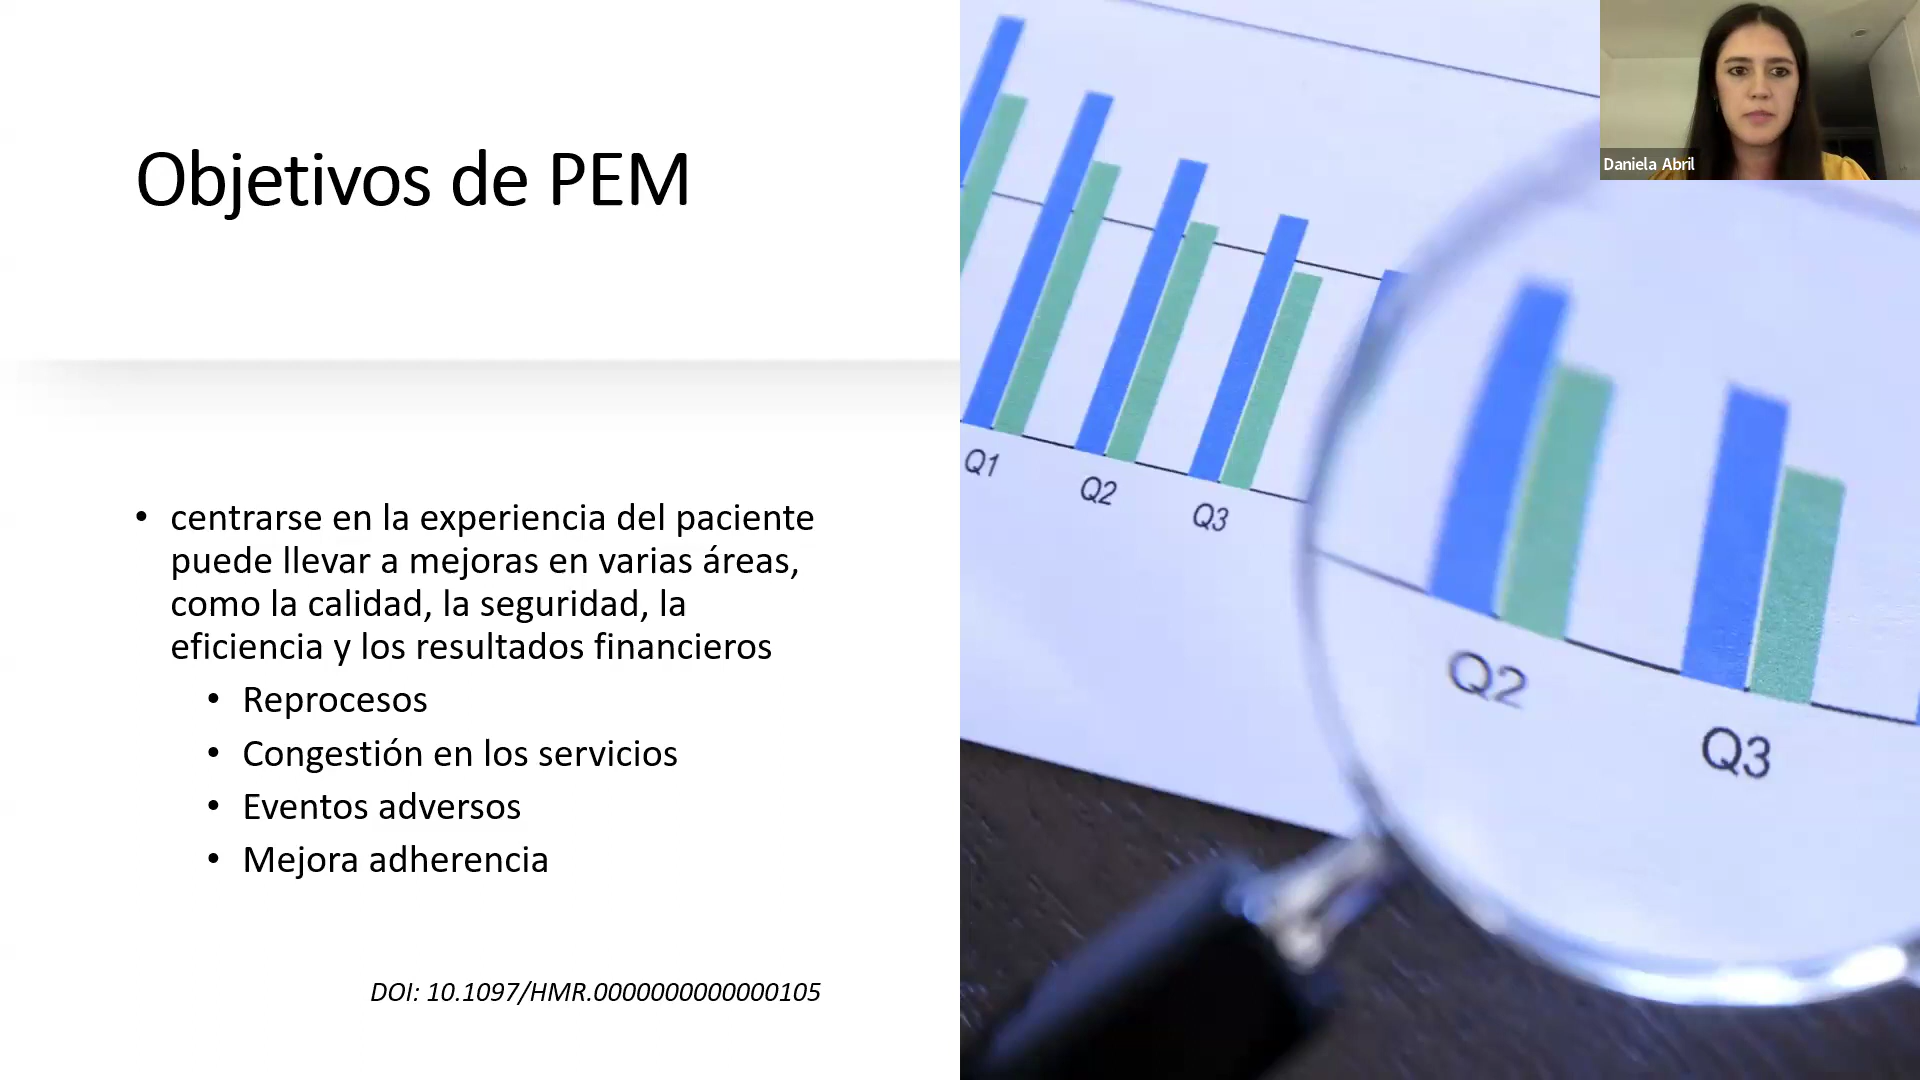 Objetivos de PEM
• centrarse en la experiencia del paciente
puede llevar a mejoras en varias áreas,
como la calidad, la seguridad, la
eficiencia y los resultados financieros
• Reprocesos
• Congestión en los servicios
• Eventos adversos
• Mejora adherencia
DOI: 10.1097/HMR.0000000000000105
Q1
Q2
Q3
Q2
Q3
Daniela Abril